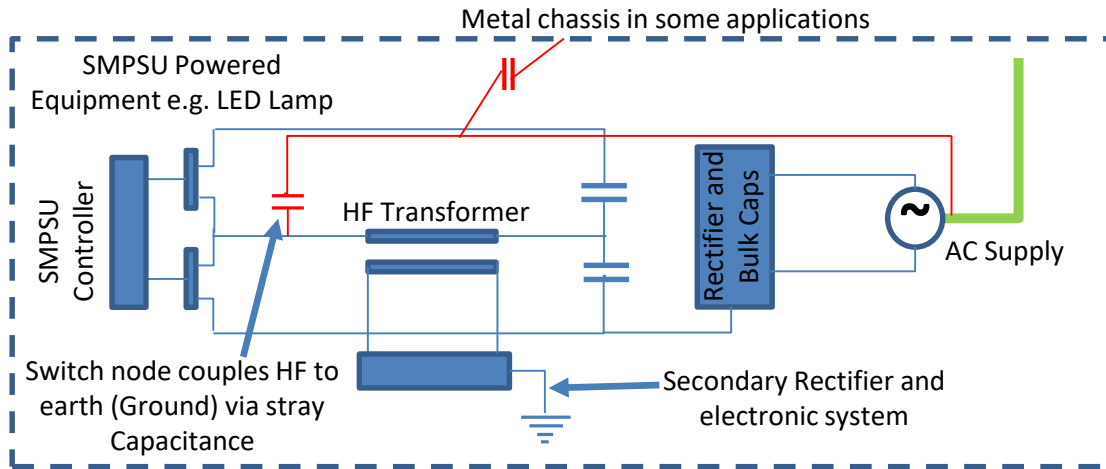 Metal chassis in some applications
SMPSU Powered
Equipment e.g. LED Lamp
SMPSU
Controller
HF Transformer
Rectifier and
Bulk Caps
~
AC Supply
Switch node couples HF to
earth (Ground) via stray
Capacitance
Secondary Rectifier and
electronic system